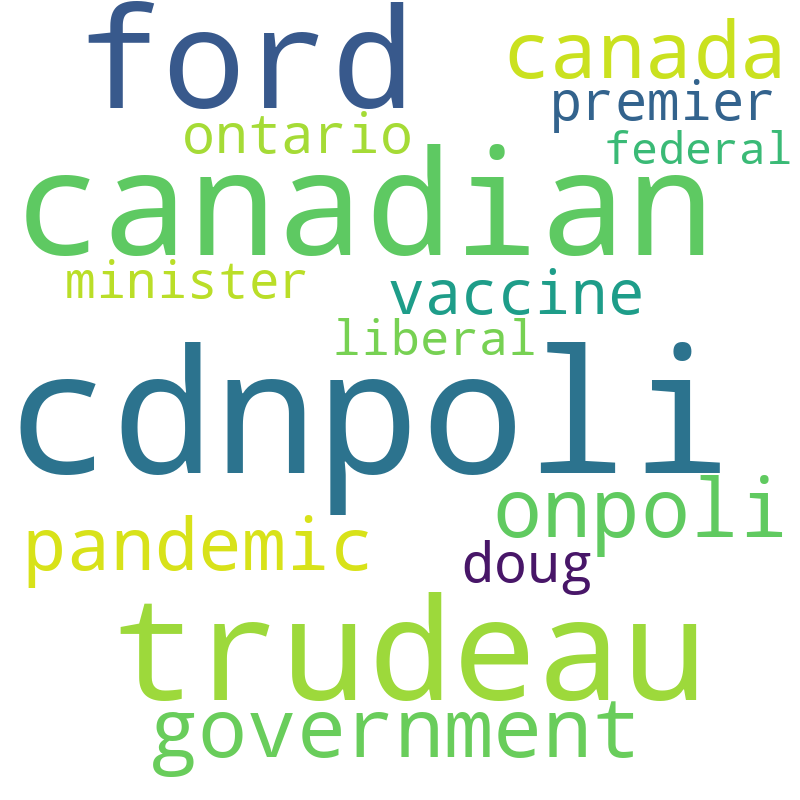 ford
canada
premier
ontario
federal
canadian
minister
vaccine
liberal
cdnpoli
onpoli
pandemic
doug
trudeau
government